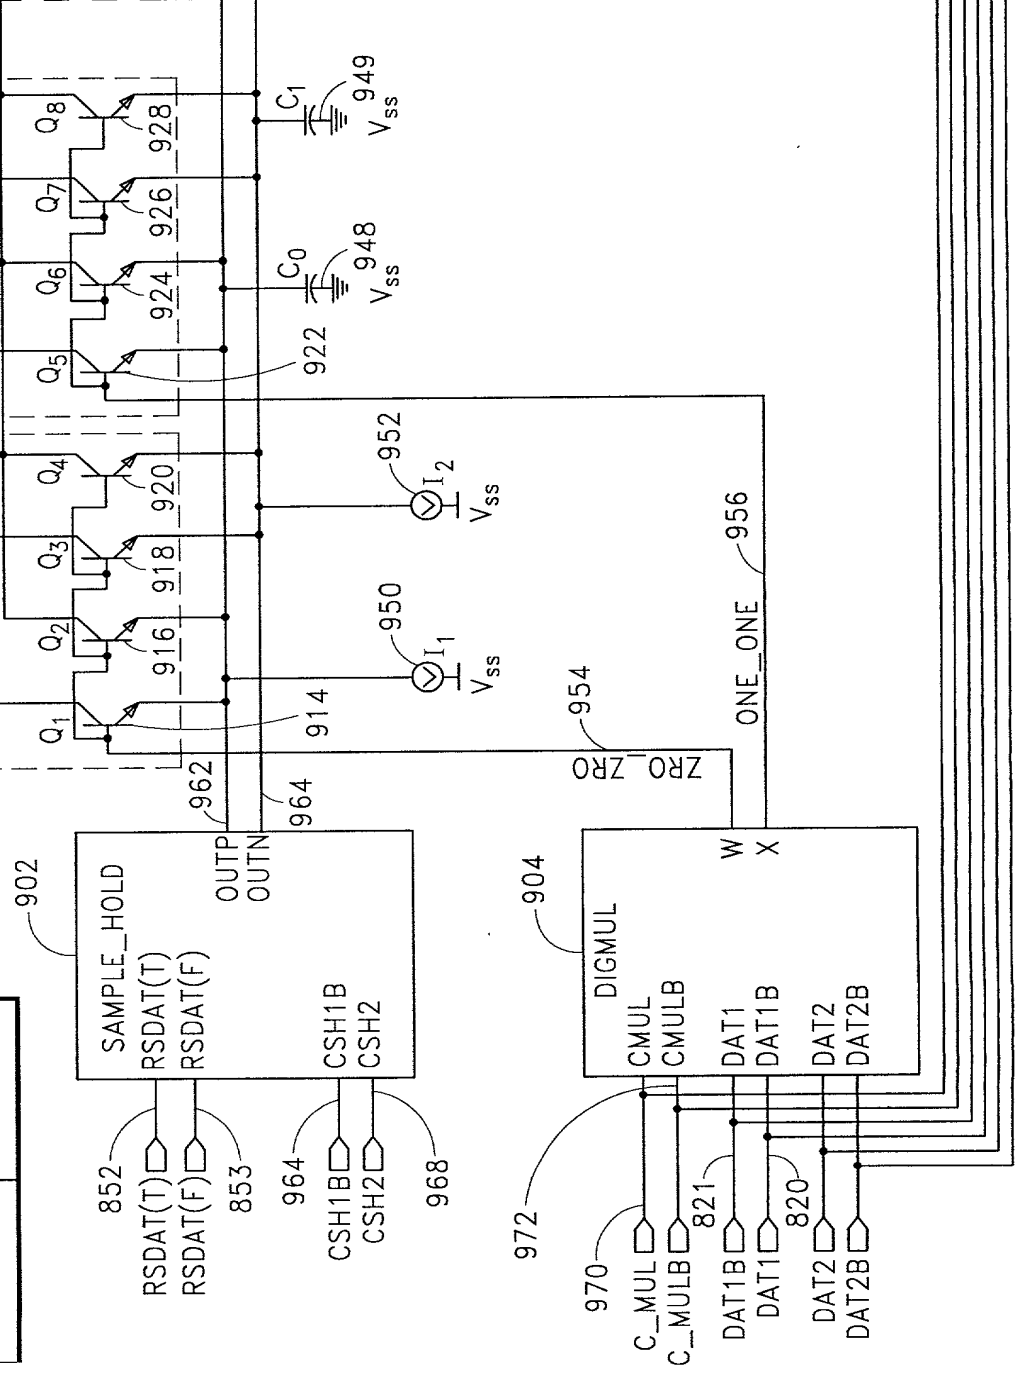 Q8
928
Q7
926
Q6
924
Q5
922
Q4
920
Q3
918
Q2
916
Q1
914
C1
949
VSS
C0
948
VSS
952
I2
VSS
950
I1
VSS
ONE_ONE
956
ZRO_ZRO
954
962
964
902
SAMPLE_HOLD
RSDAT(T)
RSDAT(F)
CSH1B
CSH2
OUTP
OUTN
852
RSDAT(T)
RSDAT(F)
853
964
CSH1B
CSH2
968
904
DIGMUL
CMUL
CMULB
DAT1
DAT1B
DAT2
DAT2B
W
X
972
970
C_MUL
C_MULB
821
DAT1B
DAT1
820
DAT2
DAT2B